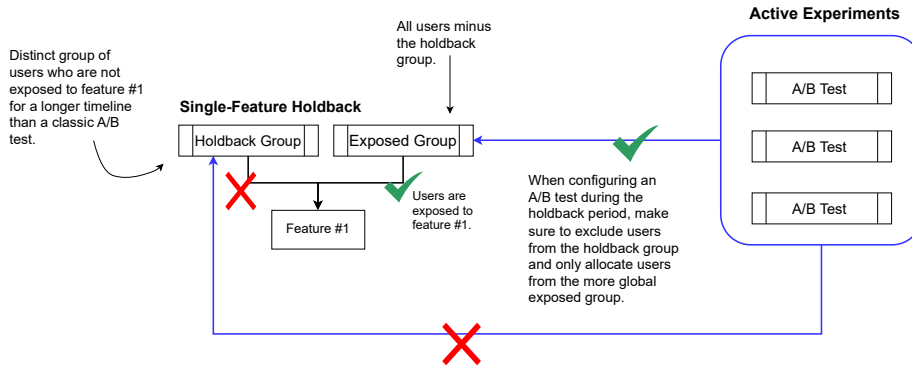 Active Experiments
All users minus
the holdback
group.
Distinct group of
users who are not
exposed to feature #1
for a longer timeline
than a classic A/B
test.
Single-Feature Holdback
Holdback Group
Exposed Group
Users are
exposed to
feature #1.
Feature #1
When configuring an
A/B test during the
holdback period, make
sure to exclude users
from the holdback group
and only allocate users
from the more global
exposed group.
A/B Test
A/B Test
A/B Test